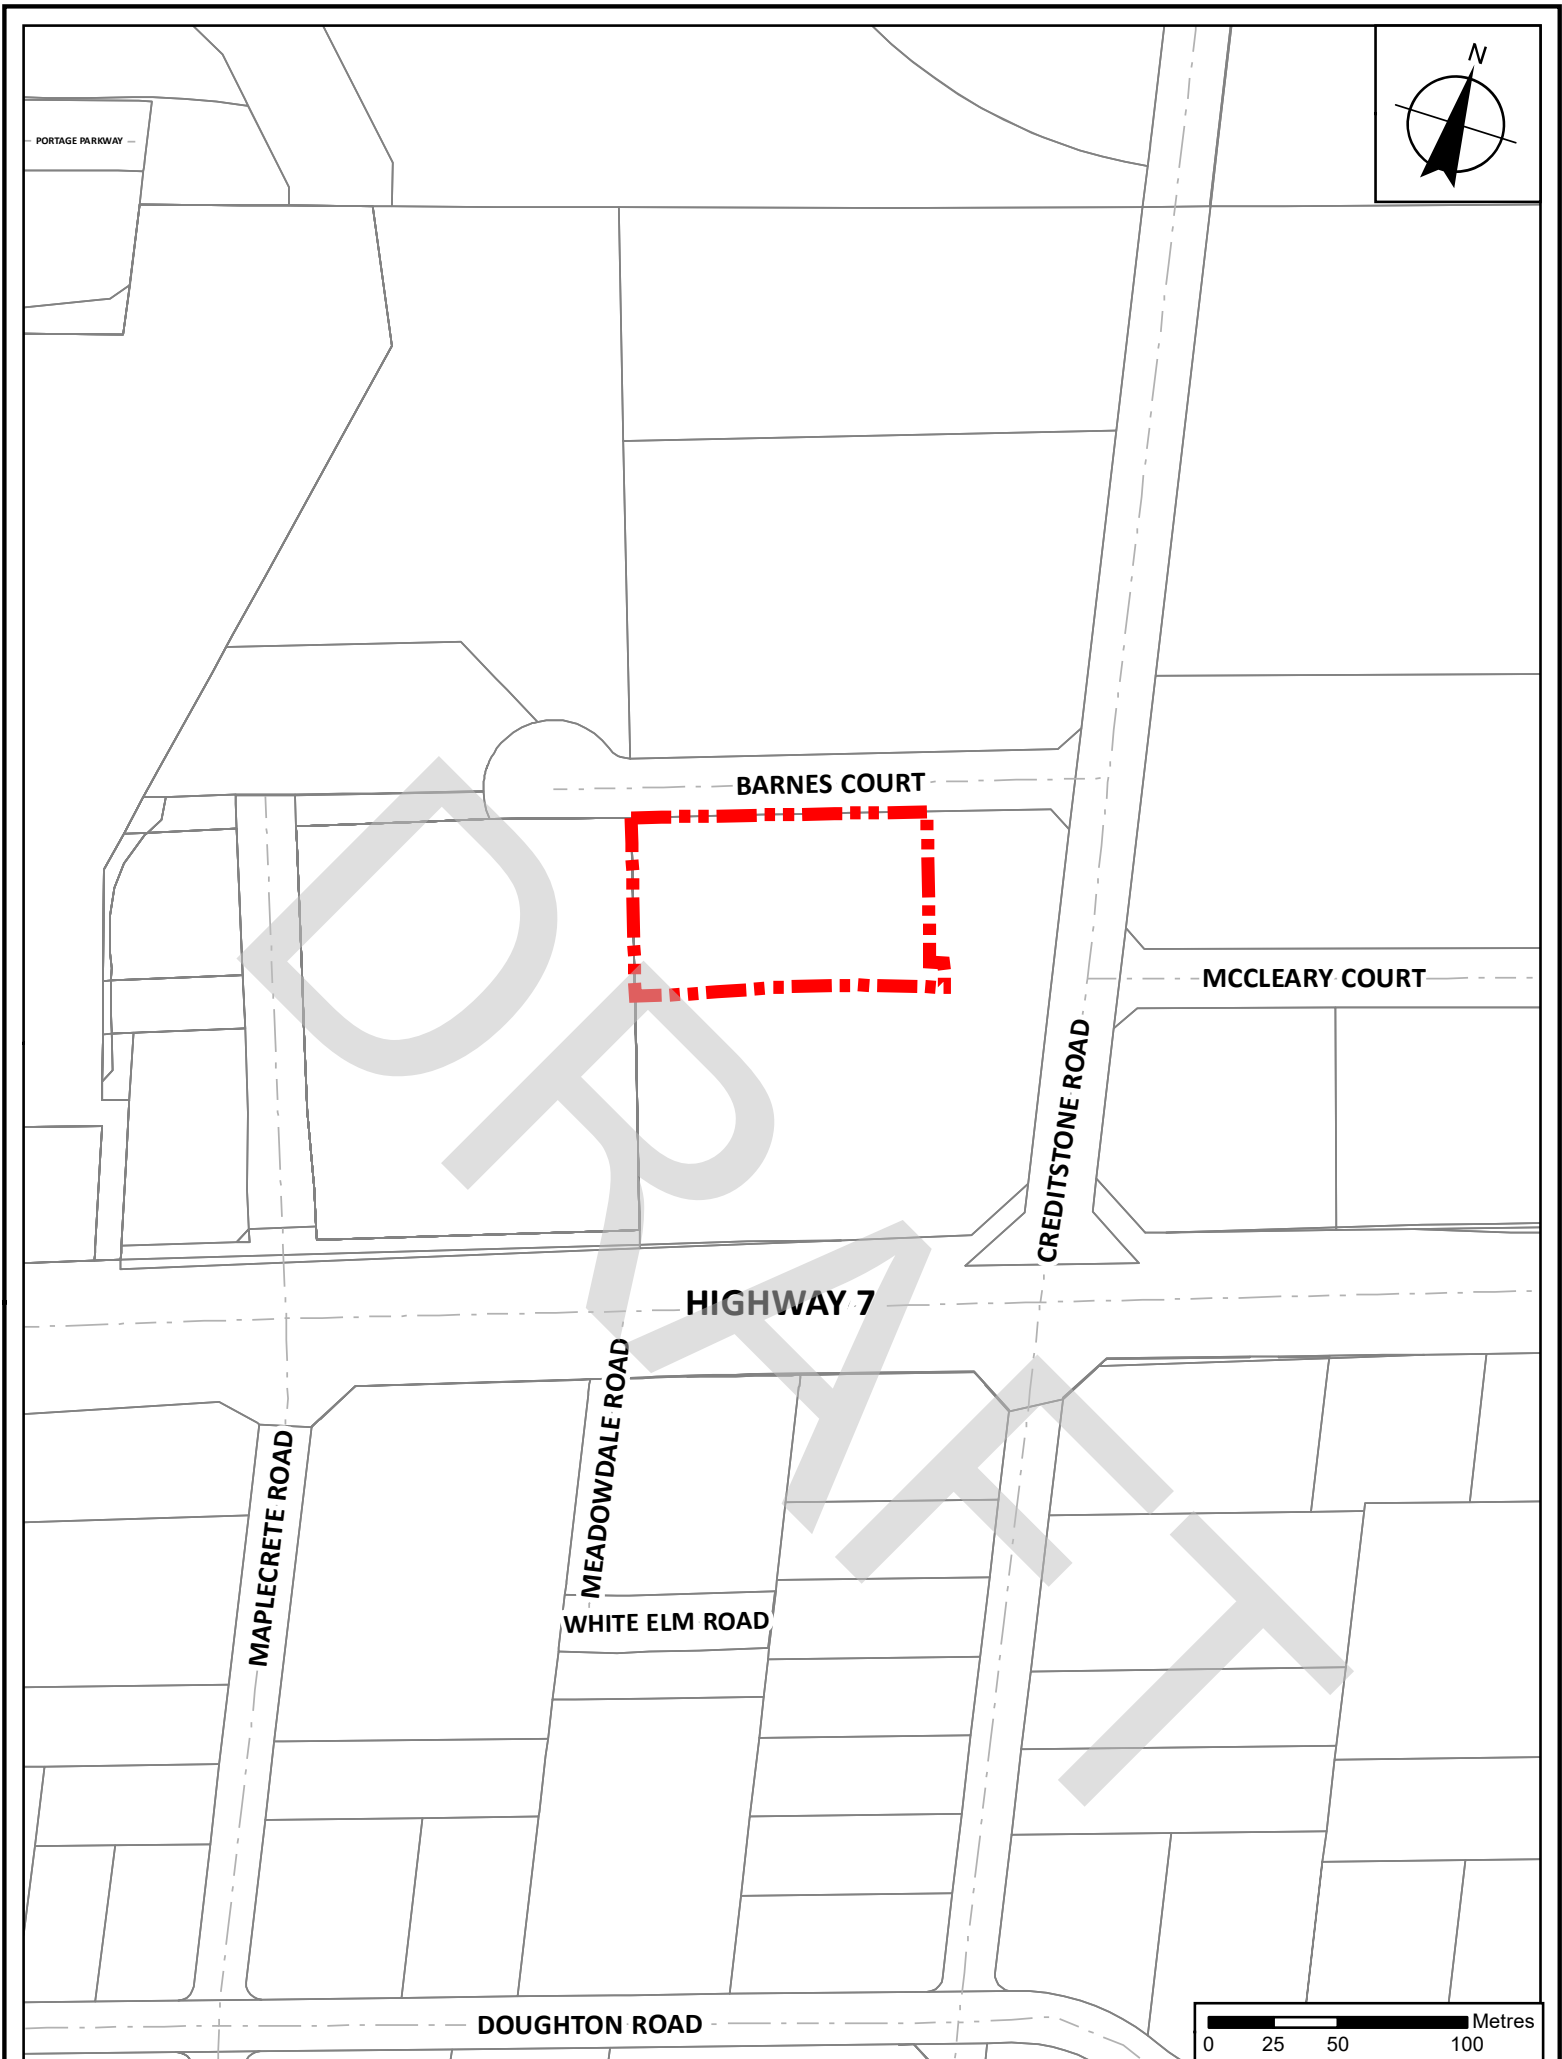 N
PORTAGE PARKWAY
BARNES COURT
MCCLEARY COURT
CREDITSTONE ROAD
HIGHWAY 7
MEADOWDALE ROAD
MAPLECRETE ROAD
WHITE ELM ROAD
DOUGHTON ROAD
DRAFT
Metres
0 25 50 100